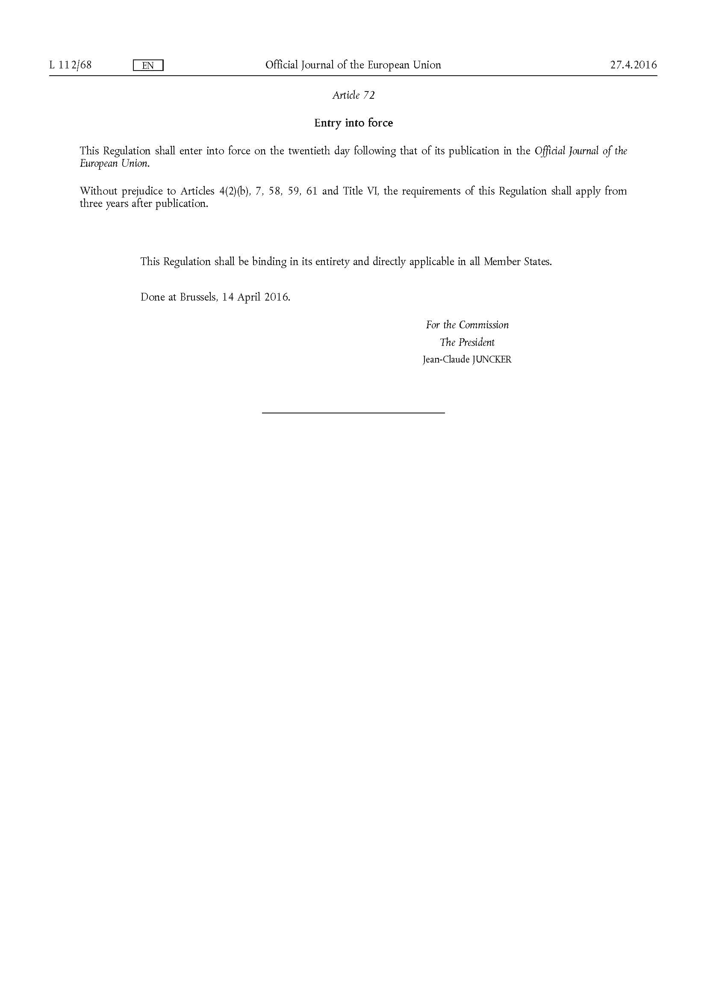 L 112/68
EN
Official Journal of the European Union
27.4.2016
Article 72
Entry into force
This Regulation shall enter into force on the twentieth day following that of its publication in the Official Journal of the
European Union.
Without prejudice to Articles 4(2)(b), 7, 58, 59, 61 and Title VI, the requirements of this Regulation shall apply from
three years after publication.
This Regulation shall be binding in its entirety and directly applicable in all Member States.
Done at Brussels, 14 April 2016.
For the Commission
The President
Jean-Claude JUNCKER